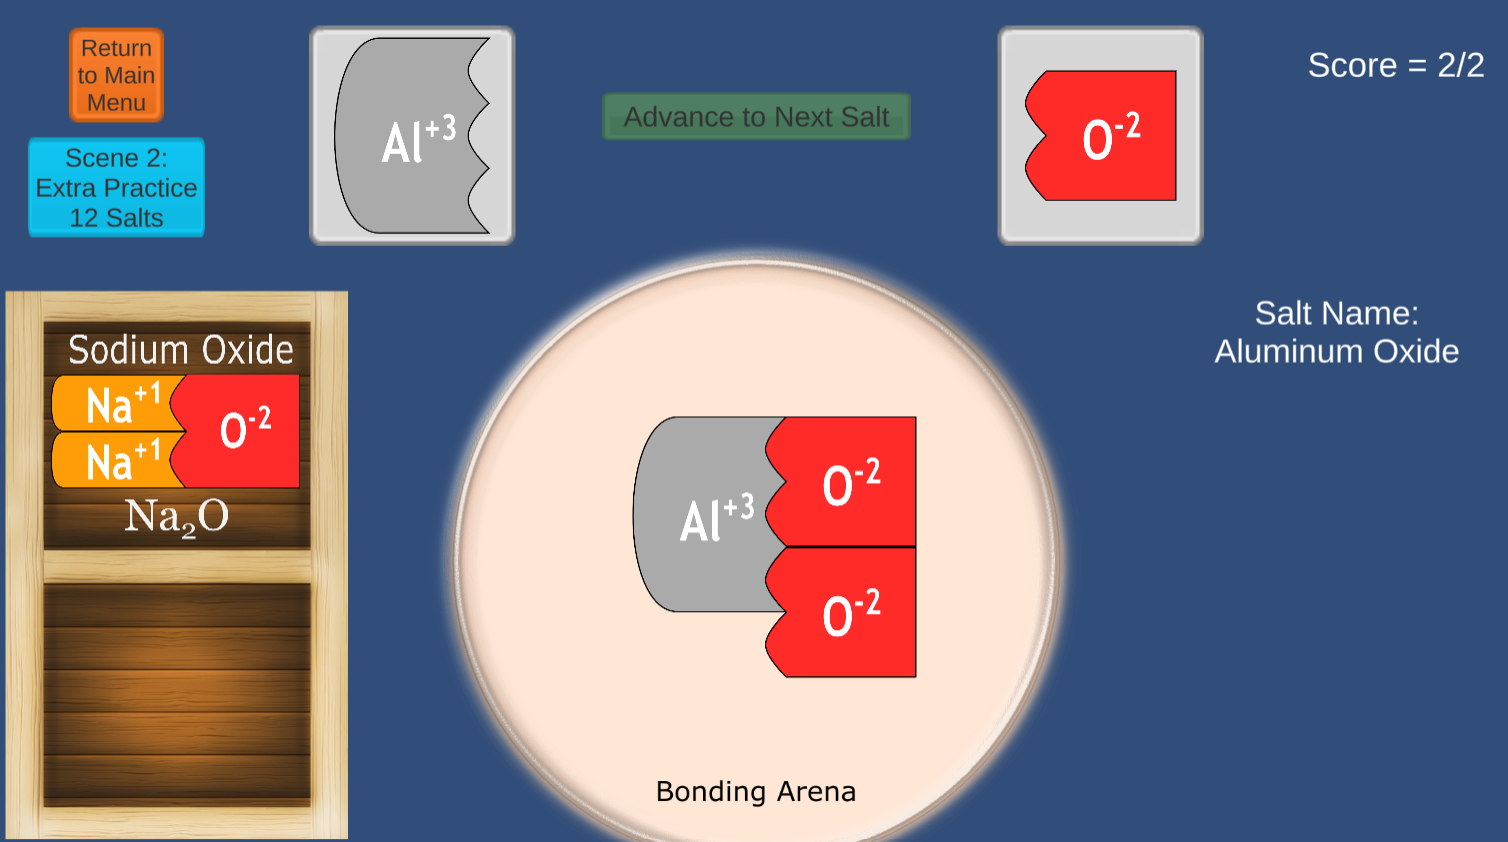 Return
to Main
Menu
Scene 2:
Extra Practice
12 Salts
Al+3
Advance to Next Salt
O-2
Score = 2/2
Salt Name:
Aluminum Oxide
Sodium Oxide
Na+1
Na+1
O-2
Na₂O
Al+3
O-2
O-2
Bonding Arena